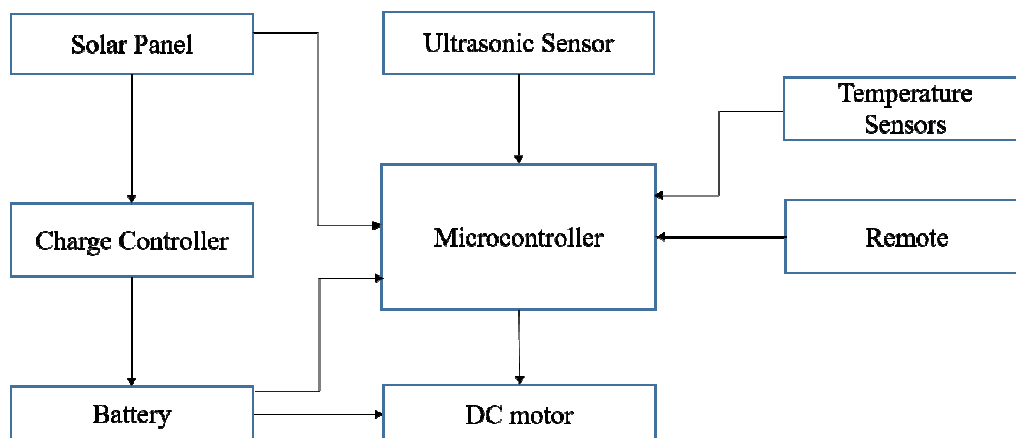 Solar Panel
Ultrasonic Sensor
Temperature
Sensors
Charge Controller
Microcontroller
Remote
Battery
DC motor